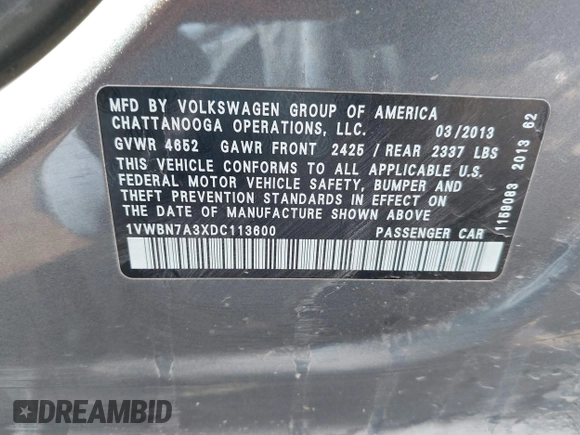 MFD BY VOLKSWAGEN GROUP OF AMERICA
CHATTANOOGA OPERATIONS, LLC. 03/2013
GVWR 4652 GAWR FRONT 2425 / REAR 2337 LBS
THIS VEHICLE CONFORMS TO ALL APPLICABLE U.S.
FEDERAL MOTOR VEHICLE SAFETY, BUMPER AND
THEFT PREVENTION STANDARDS IN EFFECT ON
THE DATE OF MANUFACTURE SHOWN ABOVE
1VWBN7A3XDC113600 PASSENGER CAR
1159083 2013 62
DREAMBID